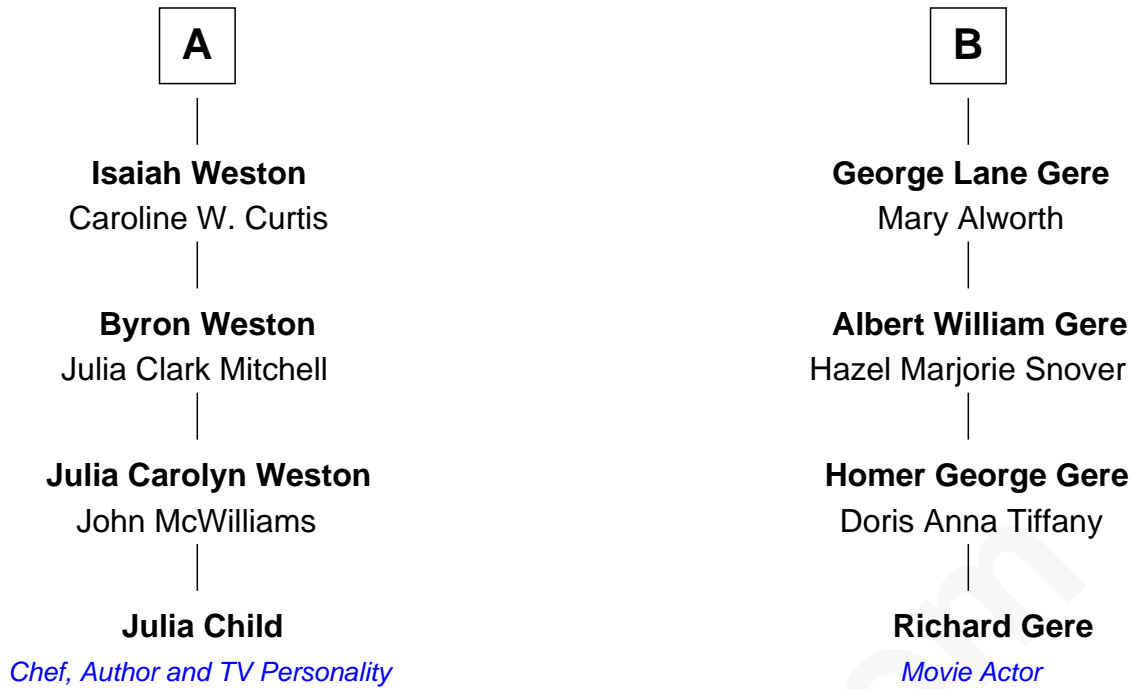 A
B
Isaiah Weston
Caroline W. Curtis
George Lane Gere
Mary Alworth
Byron Weston
Julia Clark Mitchell
Albert William Gere
Hazel Marjorie Snover
Julia Carolyn Weston
John McWilliams
Homer George Gere
Doris Anna Tiffany
Julia Child
Chef, Author and TV Personality
Richard Gere
Movie Actor